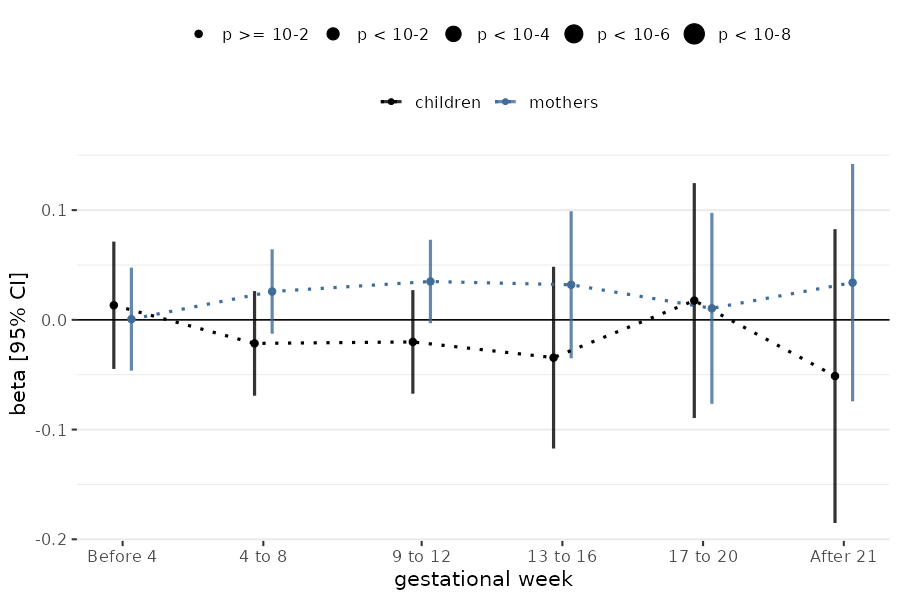 p >= 10-2 p < 10-2 p < 10-4 p < 10-6 p < 10-8
children mothers
beta [95% CI]
0.1
0.0
-0.1
-0.2
Before 4 4 to 8 9 to 12 13 to 16 17 to 20 After 21
gestational week